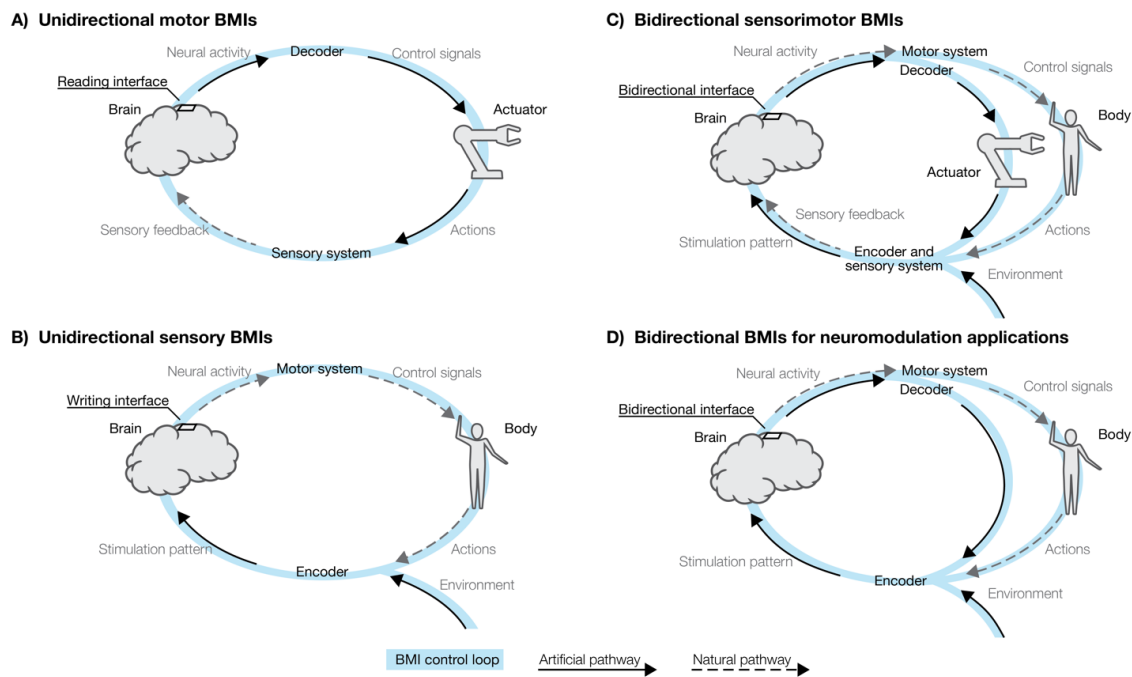 A) Unidirectional motor BMIs
Neural activity
Decoder
Control signals
Reading interface
Brain
Actuator
Sensory feedback
Sensory system
Actions
B) Unidirectional sensory BMIs
Neural activity
Motor system
Control signals
Writing interface
Brain
Body
Stimulation pattern
Encoder
Actions
Environment
C) Bidirectional sensorimotor BMIs
Neural activity
Motor system
Decoder
Control signals
Bidirectional interface
Brain
Body
Actuator
Sensory feedback
Stimulation pattern
Encoder and
sensory system
Actions
Environment
D) Bidirectional BMIs for neuromodulation applications
Neural activity
Motor system
Decoder
Control signals
Bidirectional interface
Brain
Body
Stimulation pattern
Encoder
Actions
Environment
BMI control loop
Artificial pathway
Natural pathway